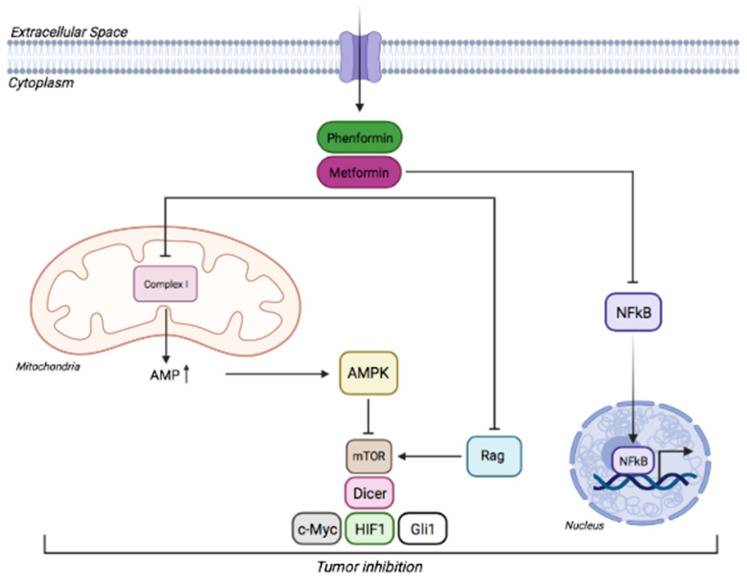 Extracellular Space
Cytoplasm
Phenformin
Metformin
Complex I
NFkB
Mitochondria
AMP
AMPK
mTOR
Rag
NFkB
Dicer
c-Myc
HIF1
Gli1
Nucleus
Tumor inhibition